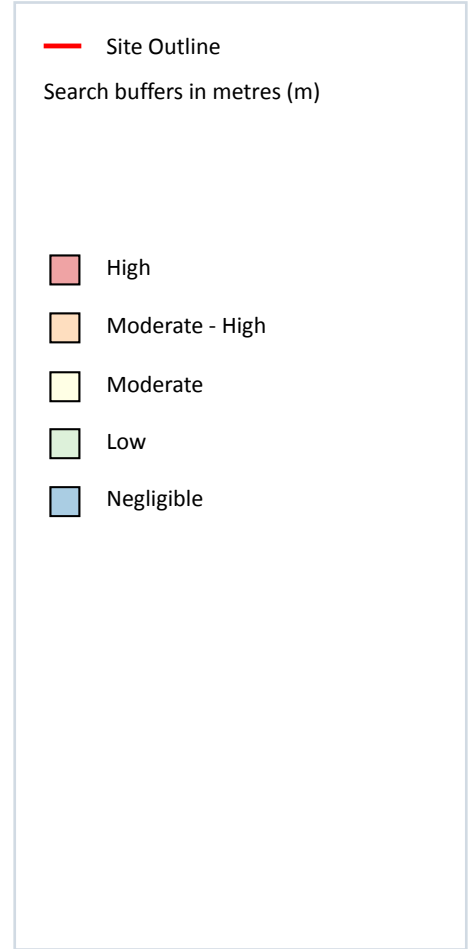 Site Outline
Search buffers in metres (m)
High
Moderate - High
Moderate
Low
Negligible